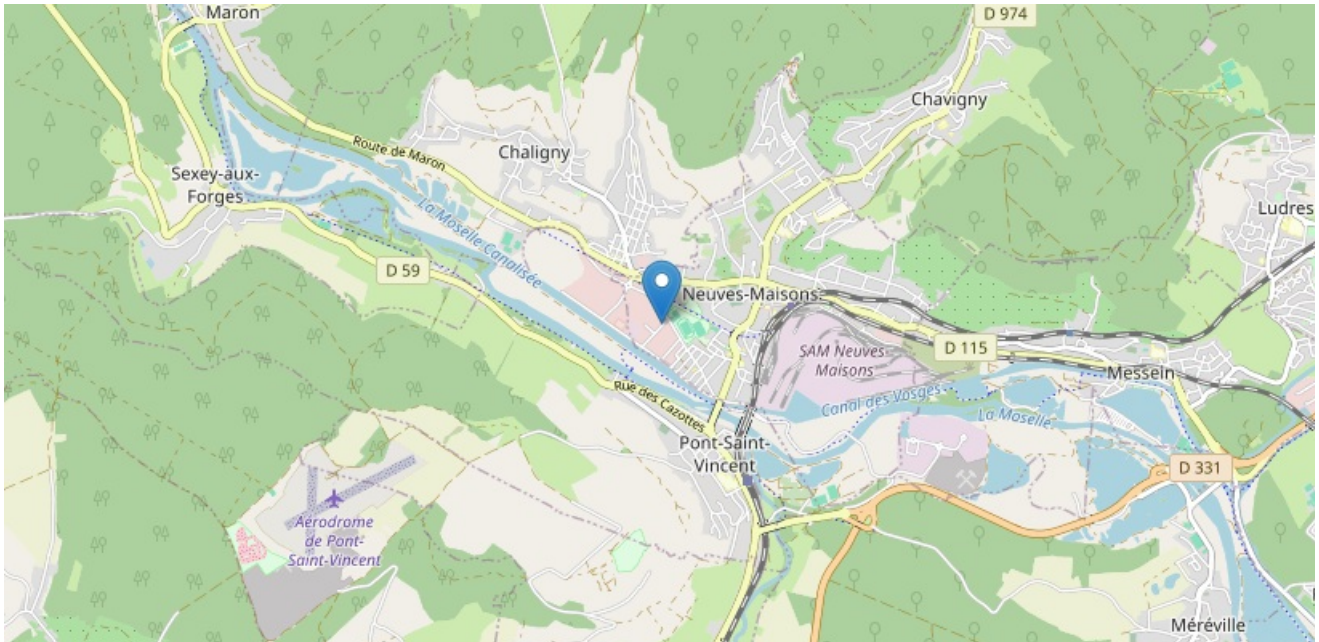 Maron
D 974
Chavigny
Route de Maron
Chaligny
Sexey-aux-
Forges
Ludres
La Moselle Canalisée
D 59
Neuves-Maisons
SAM Neuves
Maisons
D 115
Messein
Rue des Cazottes
Canal des Vosges
La Moselle
Pont-Saint-
Vincent
D 331
Aérodrome
de Pont-
Saint-Vincent
Méréville